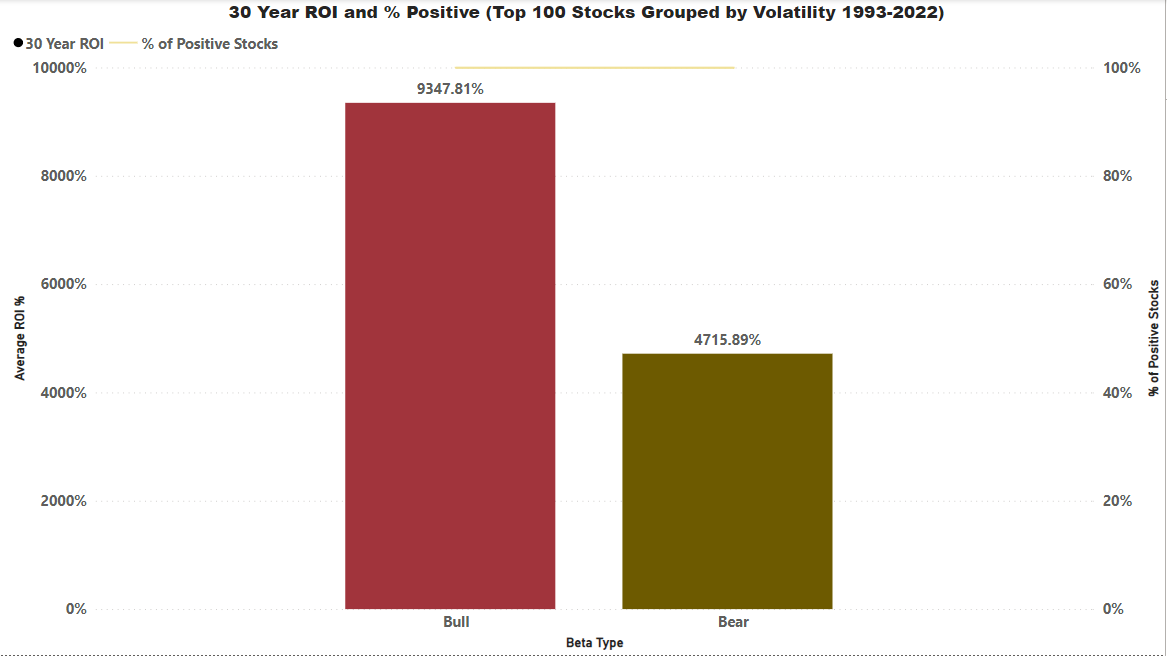 30 Year ROI and % Positive (Top 100 Stocks Grouped by Volatility 1993-2022)
30 Year ROI % of Positive Stocks
10000% 100%
9347.81%
8000% 80%
6000% 60%
4715.89%
4000% 40%
2000% 20%
0% 0%
Average ROI %
% of Positive Stocks
Bull Bear
Beta Type